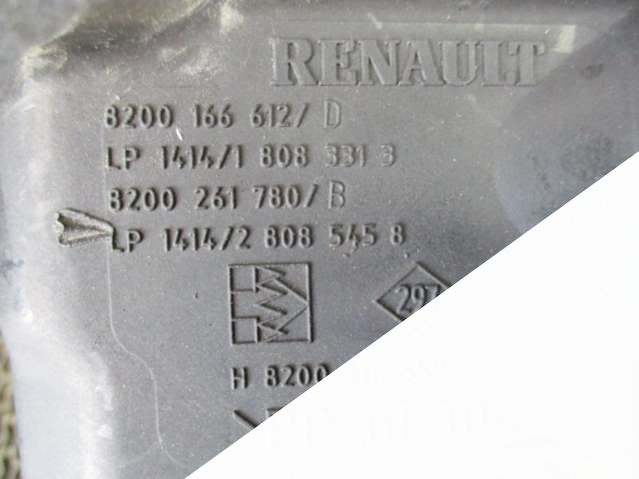 RENAULT
8200 166 612/ D
LP 1414/1 808 331 3
8200 261 780/ B
LP 1414/2 808 545 8
297
H 8200